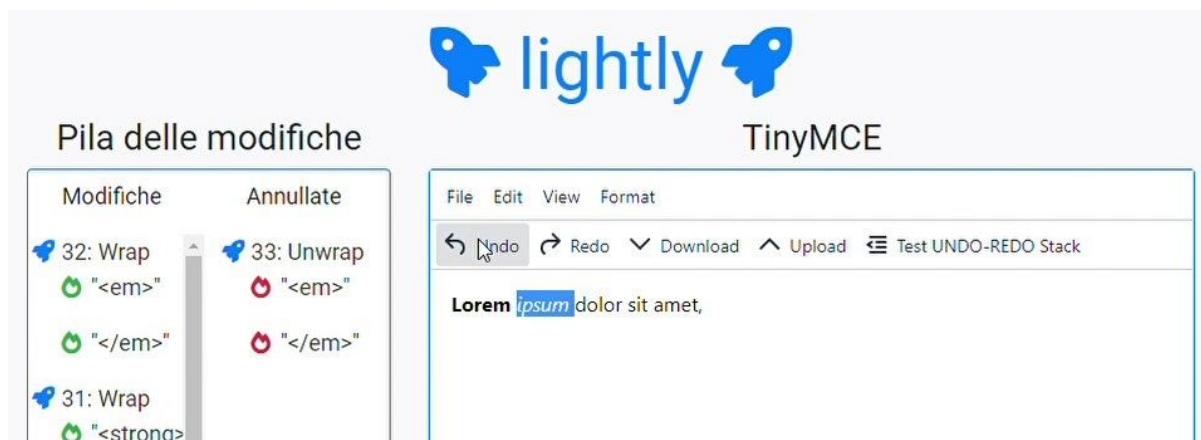 lightly
Pila delle modifiche
Modifiche Annullate
32: Wrap 33: Unwrap
"<em>" "<em>"
"</em>" "</em>"
31: Wrap
"<strong>
TinyMCE
File Edit View Format
Undo Redo Download Upload Test UNDO-REDO Stack
Lorem ipsum dolor sit amet,